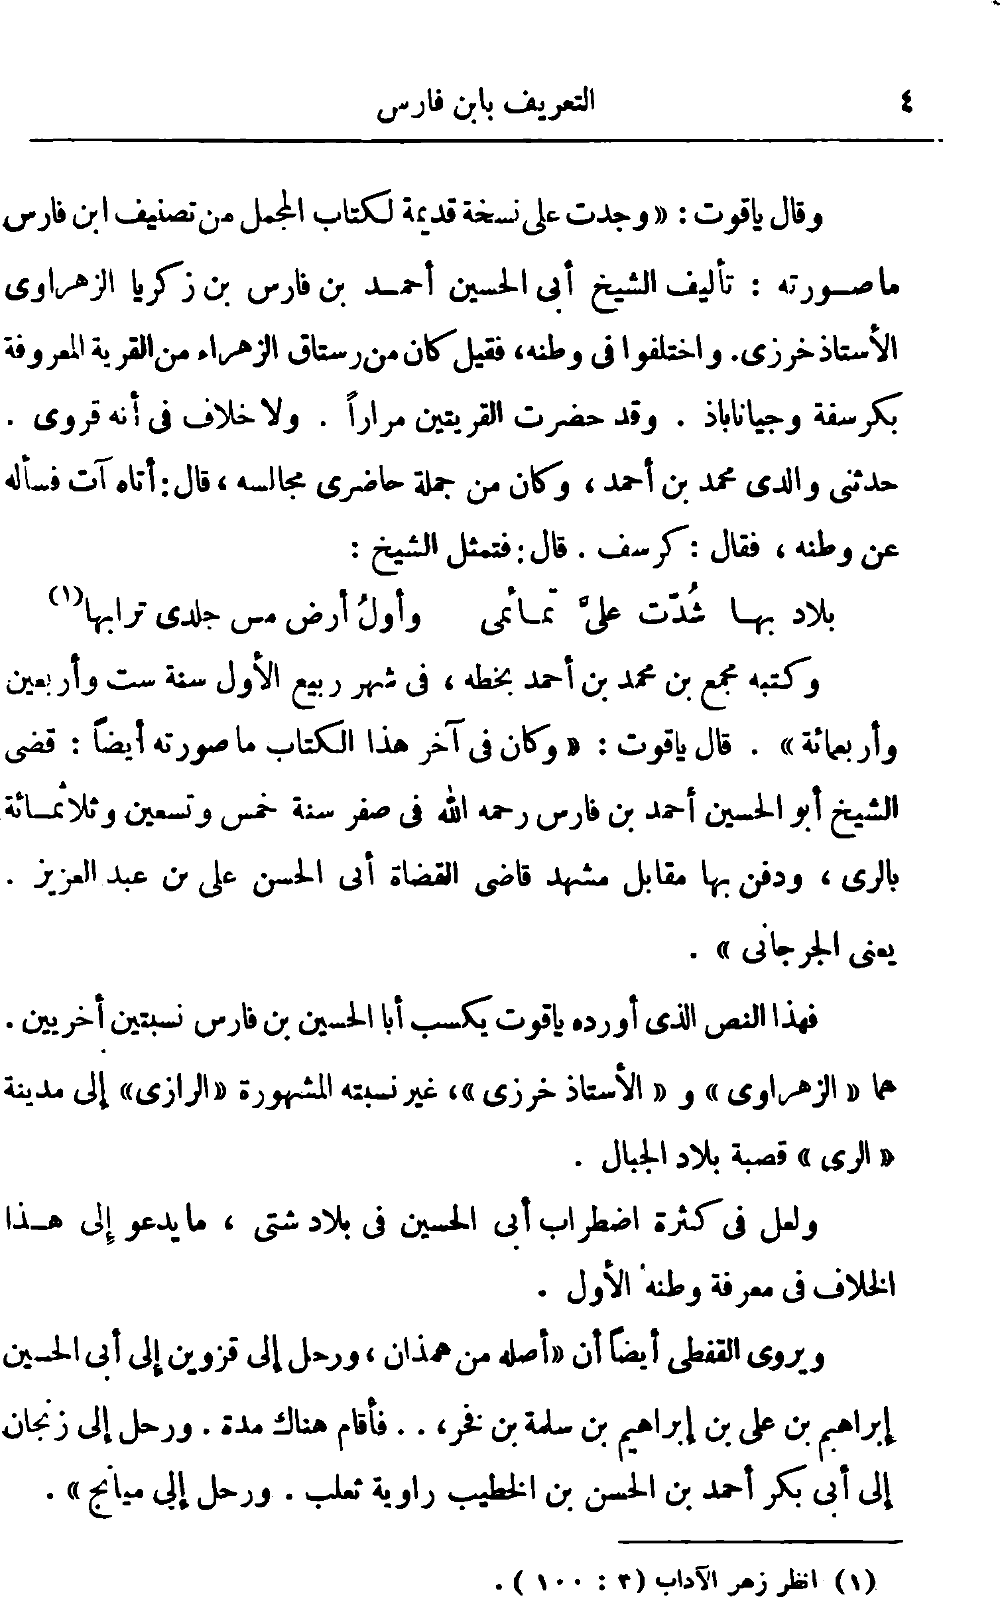 ٤
التعريف بابن فارس
وقال ياقوت : « وجدت على نسخة قديمة لكتاب المجمل من تصنيف ابن فارس
ما صورته : تأليف الشيخ أبى الحسين أحمد بن فارس بن زكريا الزهراوى
الأستاذ خرزى. واختلفوا فى وطنه، فقيل كان من رستاق الزهراء من القرية المعروفة
بكرسفة وجياناباذ . وقد حضرت القريتين مراراً . ولا خلاف فى أنه قروى .
حدثنى والدى محمد بن أحمد ، وكان من جملة حاضرى مجالسه ، قال : أتاه آت فسأله
عن وطنه ، فقال : كرسف . قال : فتمثل الشيخ :
بلاد بها شُدّت علىَّ تمائمى وأولُ أرض مس جلدى ترابها(١)
وكتبه مجمع بن محمد بن أحمد بخطه ، فى شهر ربيع الأول سنة ست وأربعين
وأربعمائة » . قال ياقوت : « وكان فى آخر هذا الكتاب ما صورته أيضاً : قضى
الشيخ أبو الحسين أحمد بن فارس رحمه الله فى صفر سنة خمس وتسعين وثلاثمائة
بالرى ، ودفن بها مقابل مشهد قاضى القضاة أبى الحسن على بن عبد العزيز .
يعنى الجرجانى » .
فهذا النص الذى أورده ياقوت يكسب أبا الحسين بن فارس نسبتين أخريين .
هما « الزهراوى » و « الأستاذ خرزى »، غير نسبته المشهورة «الرازى» إلى مدينة
« الرى » قصبة بلاد الجبال .
ولعل فى كثرة اضطراب أبى الحسين فى بلاد شتى ، ما يدعو إلى هذا
الخلاف فى معرفة وطنه الأول .
ويروى القفطى أيضاً أن «أصله من همذان ، ورحل إلى قزوين إلى أبى الحسين
إبراهيم بن على بن إبراهيم بن سلمة بن فخر، . . فأقام هناك مدة . ورحل إلى زنجان
إلى أبى بكر أحمد بن الحسن بن الخطيب راوية ثعلب . ورحل إلى ميانج » .
(١) انظر زهر الآداب (٣ : ١٠٠ ) .